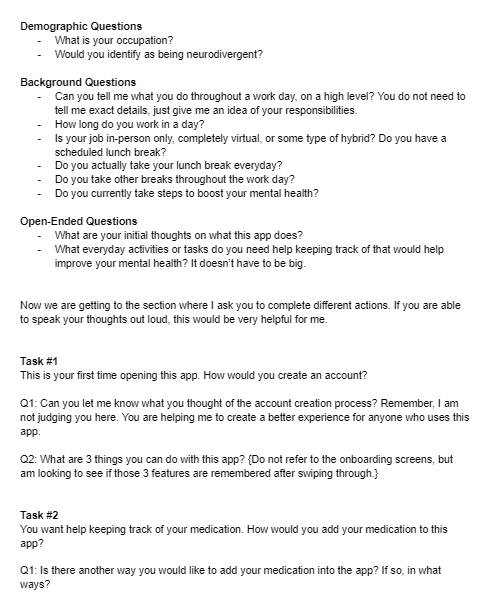 Demographic Questions
- What is your occupation?
- Would you identify as being neurodivergent?
Background Questions
- Can you tell me what you do throughout a work day, on a high level? You do not need to
tell me exact details, just give me an idea of your responsibilities.
- How long do you work in a day?
- Is your job in-person only, completely virtual, or some type of hybrid? Do you have a
scheduled lunch break?
- Do you actually take your lunch break everyday?
- Do you take other breaks throughout the work day?
- Do you currently take steps to boost your mental health?
Open-Ended Questions
- What are your initial thoughts on what this app does?
- What everyday activities or tasks do you need help keeping track of that would help
improve your mental health? It doesn't have to be big.
Now we are getting to the section where I ask you to complete different actions. If you are able
to speak your thoughts out loud, this would be very helpful for me.
Task #1
This is your first time opening this app. How would you create an account?
Q1: Can you let me know what you thought of the account creation process? Remember, I am
not judging you here. You are helping me to create a better experience for anyone who uses this
app.
Q2: What are 3 things you can do with this app? {Do not refer to the onboarding screens, but
am looking to see if those 3 features are remembered after swiping through.}
Task #2
You want help keeping track of your medication. How would you add your medication to this
app?
Q1: Is there another way you would like to add your medication into the app? If so, in what
ways?